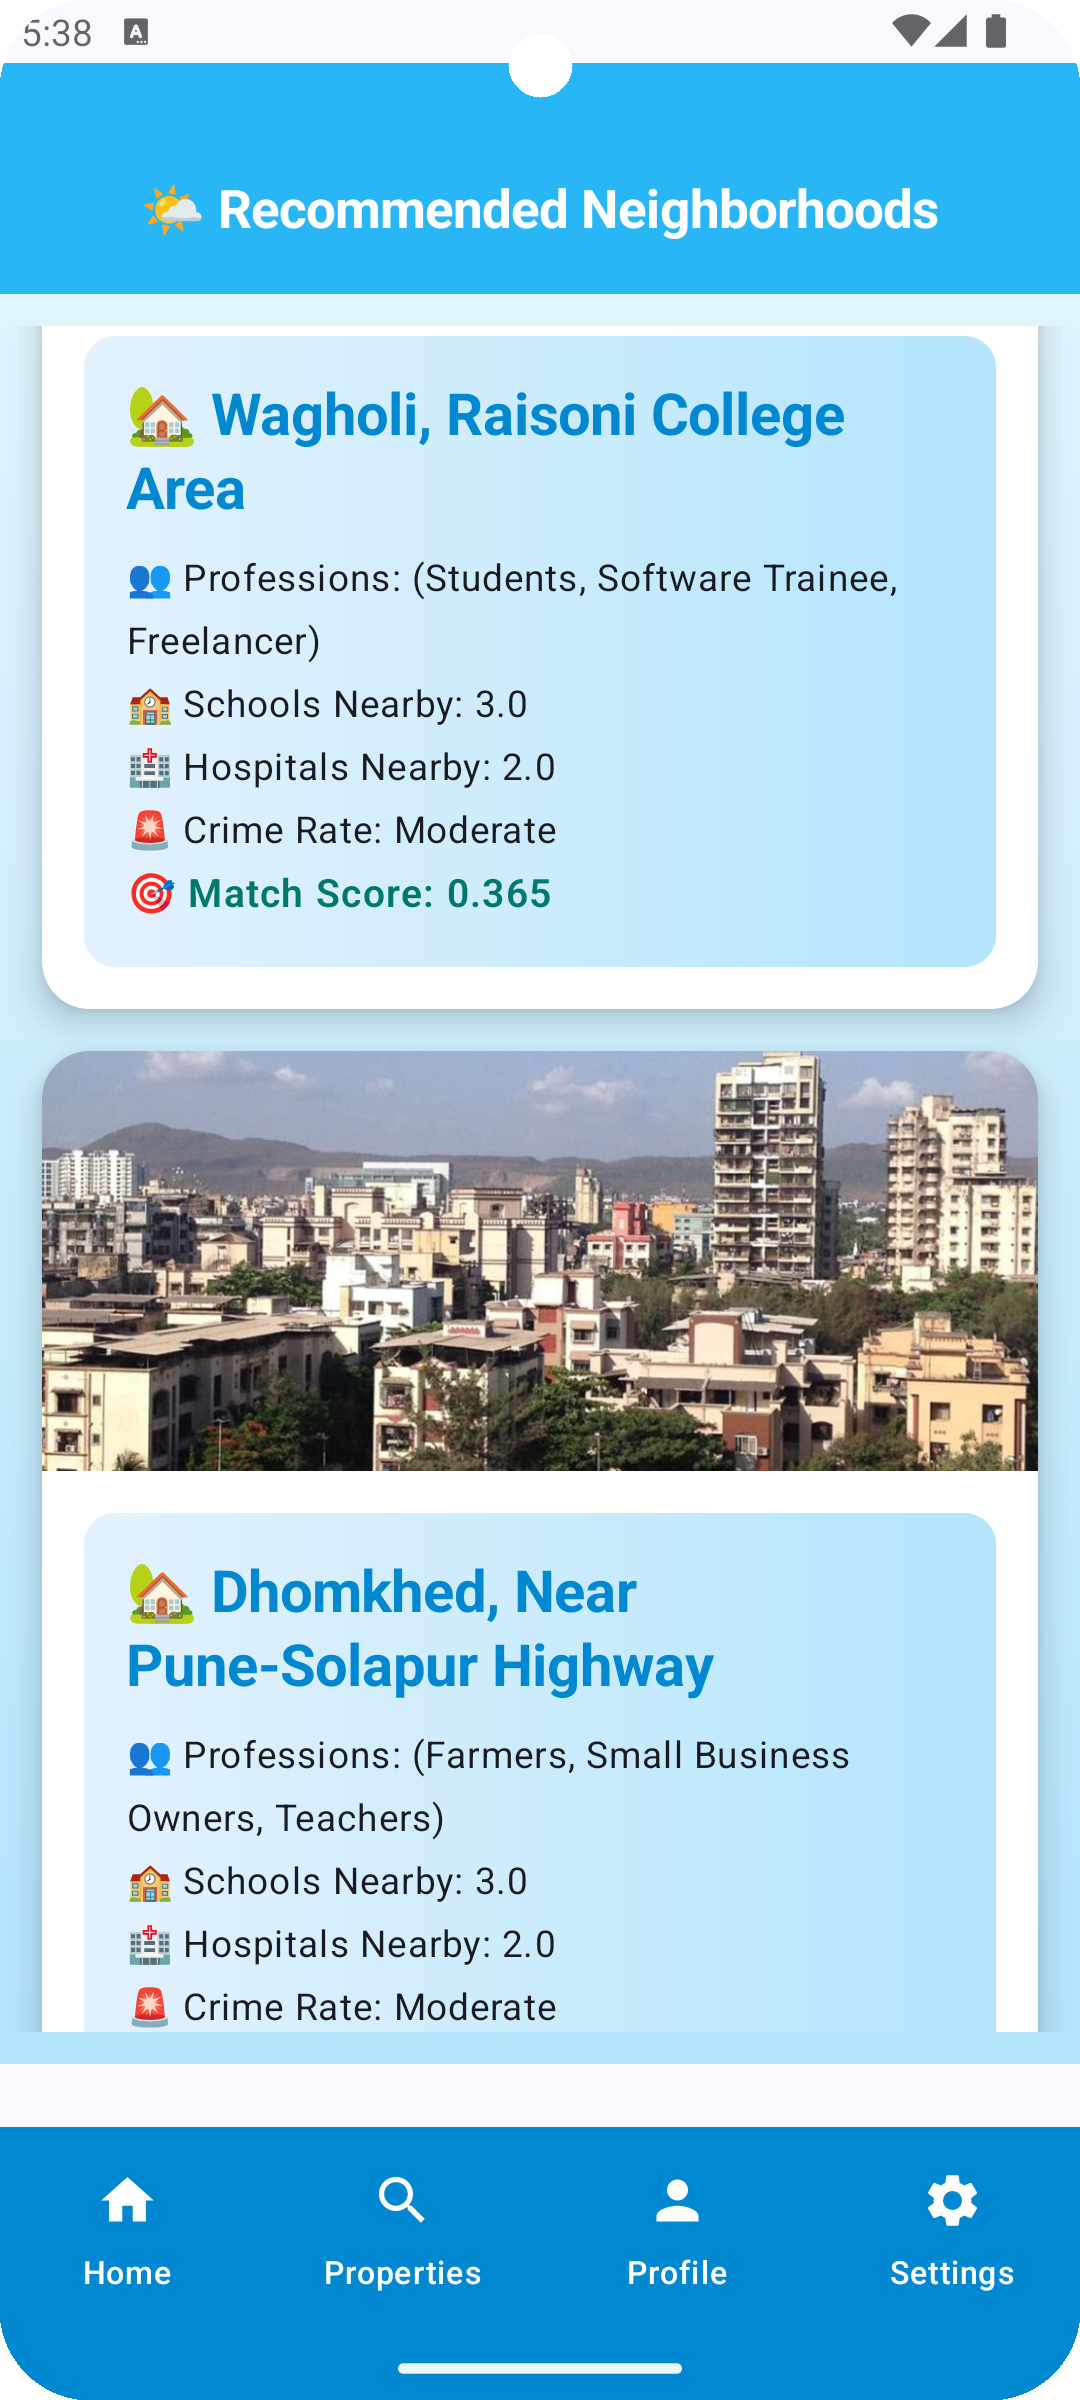 5:38
Recommended Neighborhoods
Wagholi, Raisoni College
Area
Professions: (Students, Software Trainee,
Freelancer)
Schools Nearby: 3.0
Hospitals Nearby: 2.0
Crime Rate: Moderate
Match Score: 0.365
Dhomkhed, Near
Pune-Solapur Highway
Professions: (Farmers, Small Business
Owners, Teachers)
Schools Nearby: 3.0
Hospitals Nearby: 2.0
Crime Rate: Moderate
Home
Properties
Profile
Settings